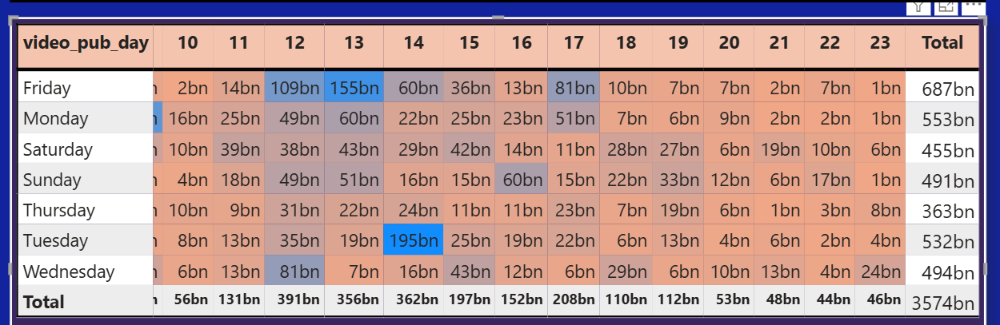 video_pub_day 10 11 12 13 14 15 16 17 18 19 20 21 22 23 Total
Friday 2bn 14bn 109bn 155bn 60bn 36bn 13bn 81bn 10bn 7bn 7bn 2bn 7bn 1bn 687bn
Monday 16bn 25bn 49bn 60bn 22bn 25bn 23bn 51bn 7bn 6bn 9bn 2bn 2bn 1bn 553bn
Saturday 10bn 39bn 38bn 43bn 29bn 42bn 14bn 11bn 28bn 27bn 6bn 19bn 10bn 6bn 455bn
Sunday 4bn 18bn 49bn 51bn 16bn 15bn 60bn 15bn 22bn 33bn 12bn 6bn 17bn 1bn 491bn
Thursday 10bn 9bn 31bn 22bn 24bn 11bn 11bn 23bn 7bn 19bn 6bn 1bn 3bn 8bn 363bn
Tuesday 8bn 13bn 35bn 19bn 195bn 25bn 19bn 22bn 6bn 13bn 4bn 6bn 2bn 4bn 532bn
Wednesday 6bn 13bn 81bn 7bn 16bn 43bn 12bn 6bn 29bn 6bn 10bn 13bn 4bn 24bn 494bn
Total 56bn 131bn 391bn 356bn 362bn 197bn 152bn 208bn 110bn 112bn 53bn 48bn 44bn 46bn 3574bn